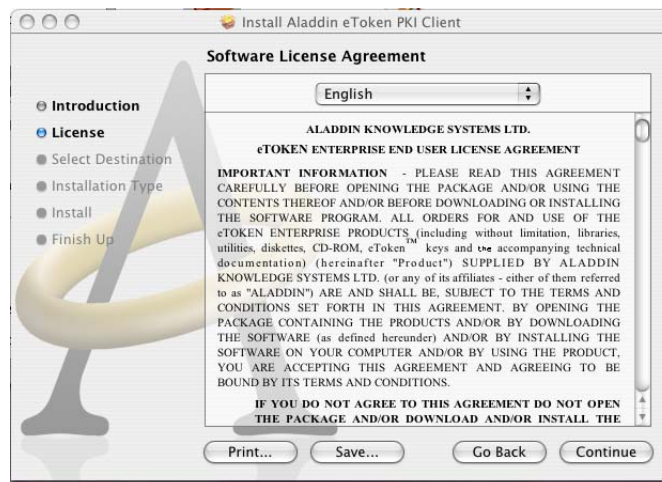 Install Aladdin eToken PKI Client
Software License Agreement
Introduction
License
Select Destination
Installation Type
Install
Finish Up
English
ALADDIN KNOWLEDGE SYSTEMS LTD.
eTOKEN ENTERPRISE END USER LICENSE AGREEMENT
IMPORTANT INFORMATION - PLEASE READ THIS AGREEMENT
CAREFULLY BEFORE OPENING THE PACKAGE AND/OR USING THE
CONTENTS THEREOF AND/OR BEFORE DOWNLOADING OR INSTALLING
THE SOFTWARE PROGRAM. ALL ORDERS FOR AND USE OF THE
eTOKEN ENTERPRISE PRODUCTS (including without limitation, libraries,
utilities, diskettes, CD-ROM, eToken™ keys and the accompanying technical
documentation) (hereinafter "Product") SUPPLIED BY ALADDIN
KNOWLEDGE SYSTEMS LTD. (or any of its affiliates - either of them referred
to as "ALADDIN") ARE AND SHALL BE, SUBJECT TO THE TERMS AND
CONDITIONS SET FORTH IN THIS AGREEMENT. BY OPENING THE
PACKAGE CONTAINING THE PRODUCTS AND/OR BY DOWNLOADING
THE SOFTWARE (as defined hereunder) AND/OR BY INSTALLING THE
SOFTWARE ON YOUR COMPUTER AND/OR BY USING THE PRODUCT,
YOU ARE ACCEPTING THIS AGREEMENT AND AGREEING TO BE
BOUND BY ITS TERMS AND CONDITIONS.
IF YOU DO NOT AGREE TO THIS AGREEMENT DO NOT OPEN
THE PACKAGE AND/OR DOWNLOAD AND/OR INSTALL THE
Print... Save... Go Back Continue